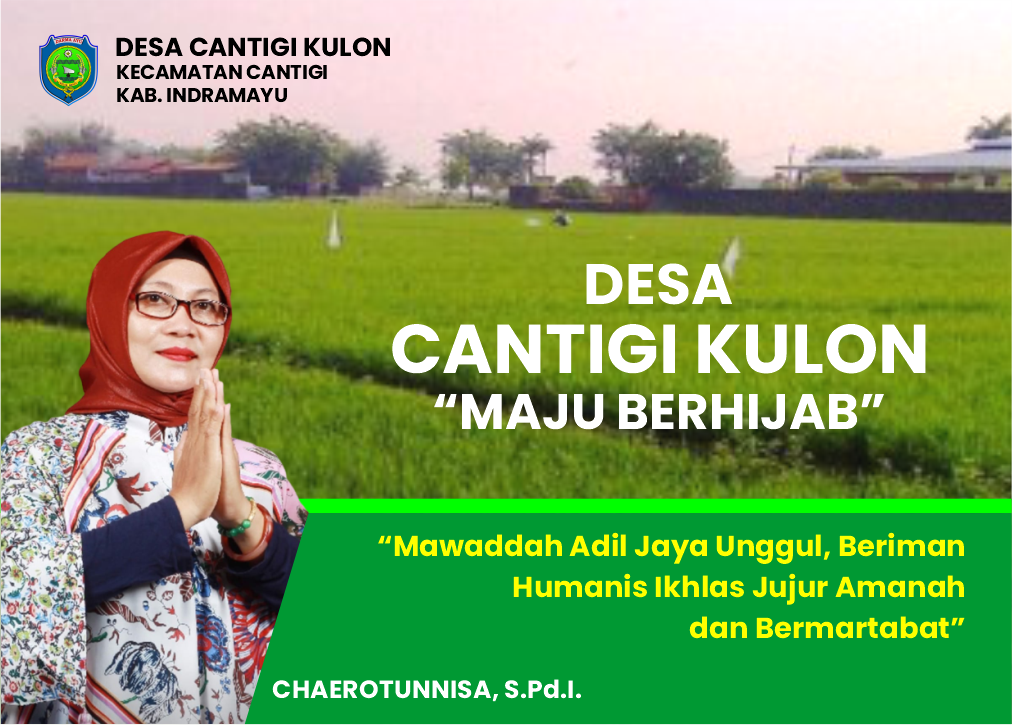 DESA CANTIGI KULON
KECAMATAN CANTIGI
KAB. INDRAMAYU
DESA
CANTIGI KULON
“MAJU BERHIJAB”
“Mawaddah Adil Jaya Unggul, Beriman
Humanis Ikhlas Jujur Amanah
dan Bermartabat”
CHAEROTUNNISA, S.Pd.I.